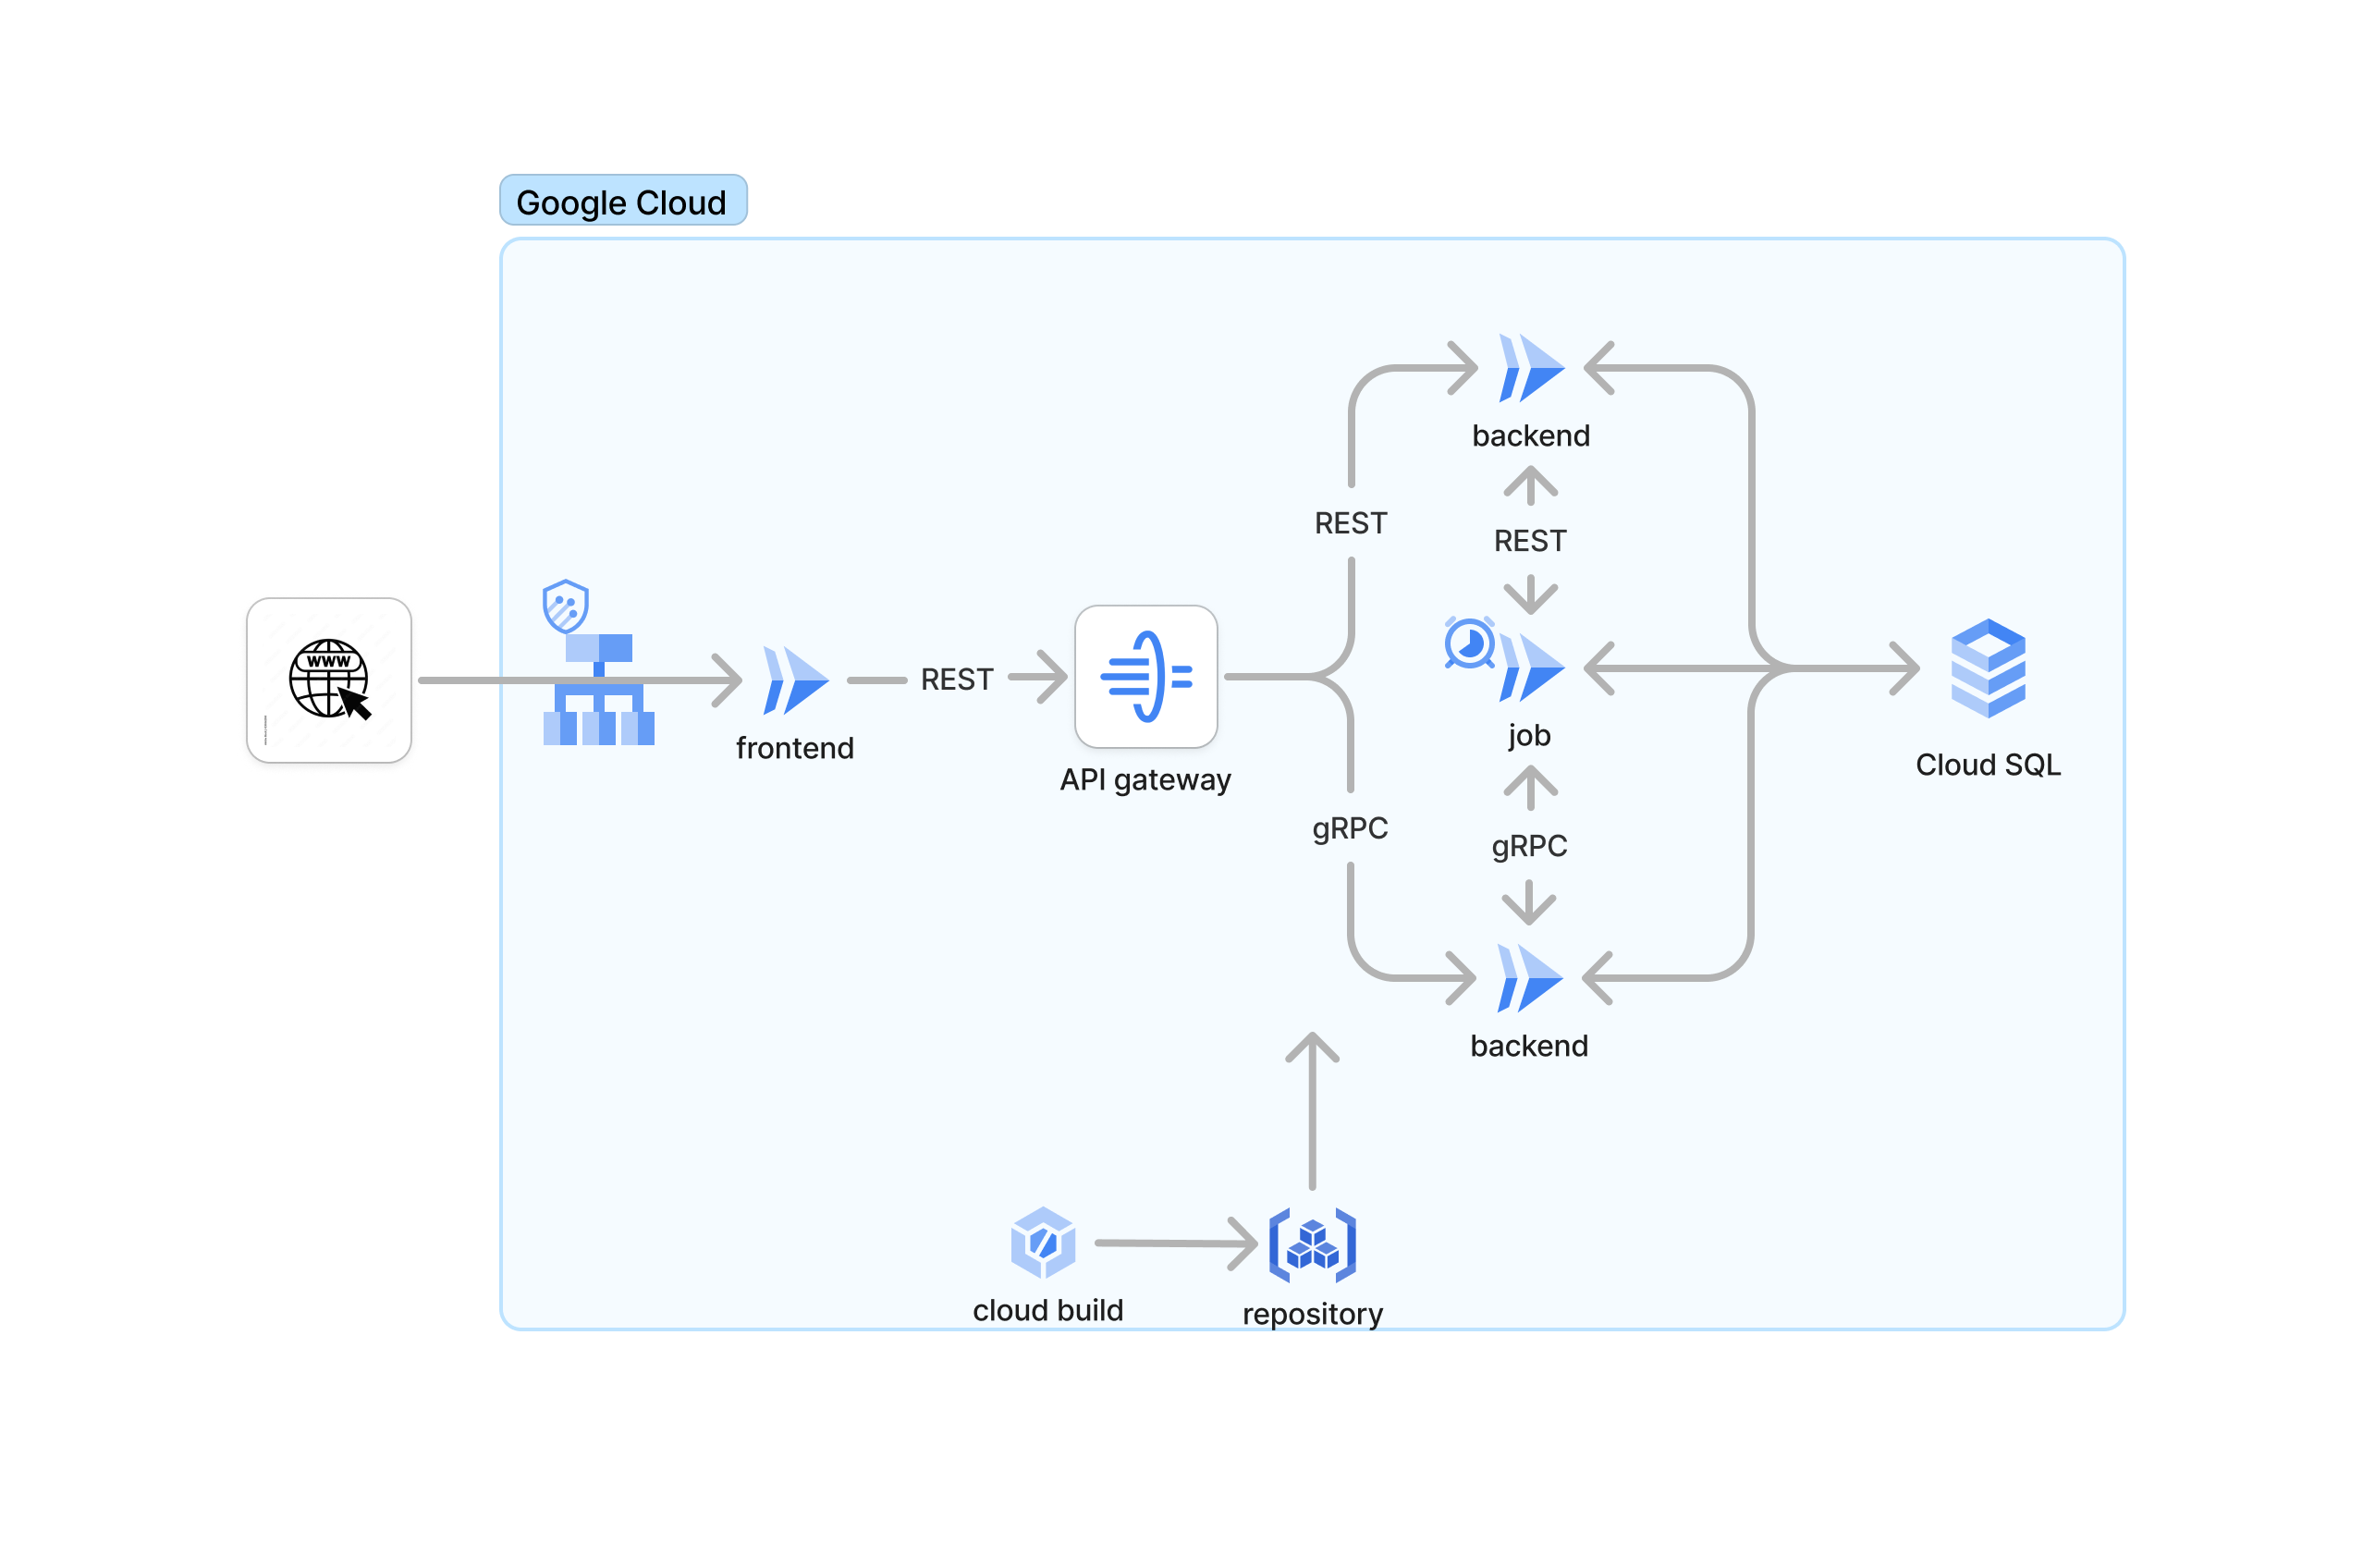 Google Cloud
WWW
frontend
REST
API gateway
REST
gRPC
backend
REST
job
gRPC
backend
Cloud SQL
cloud build
repository